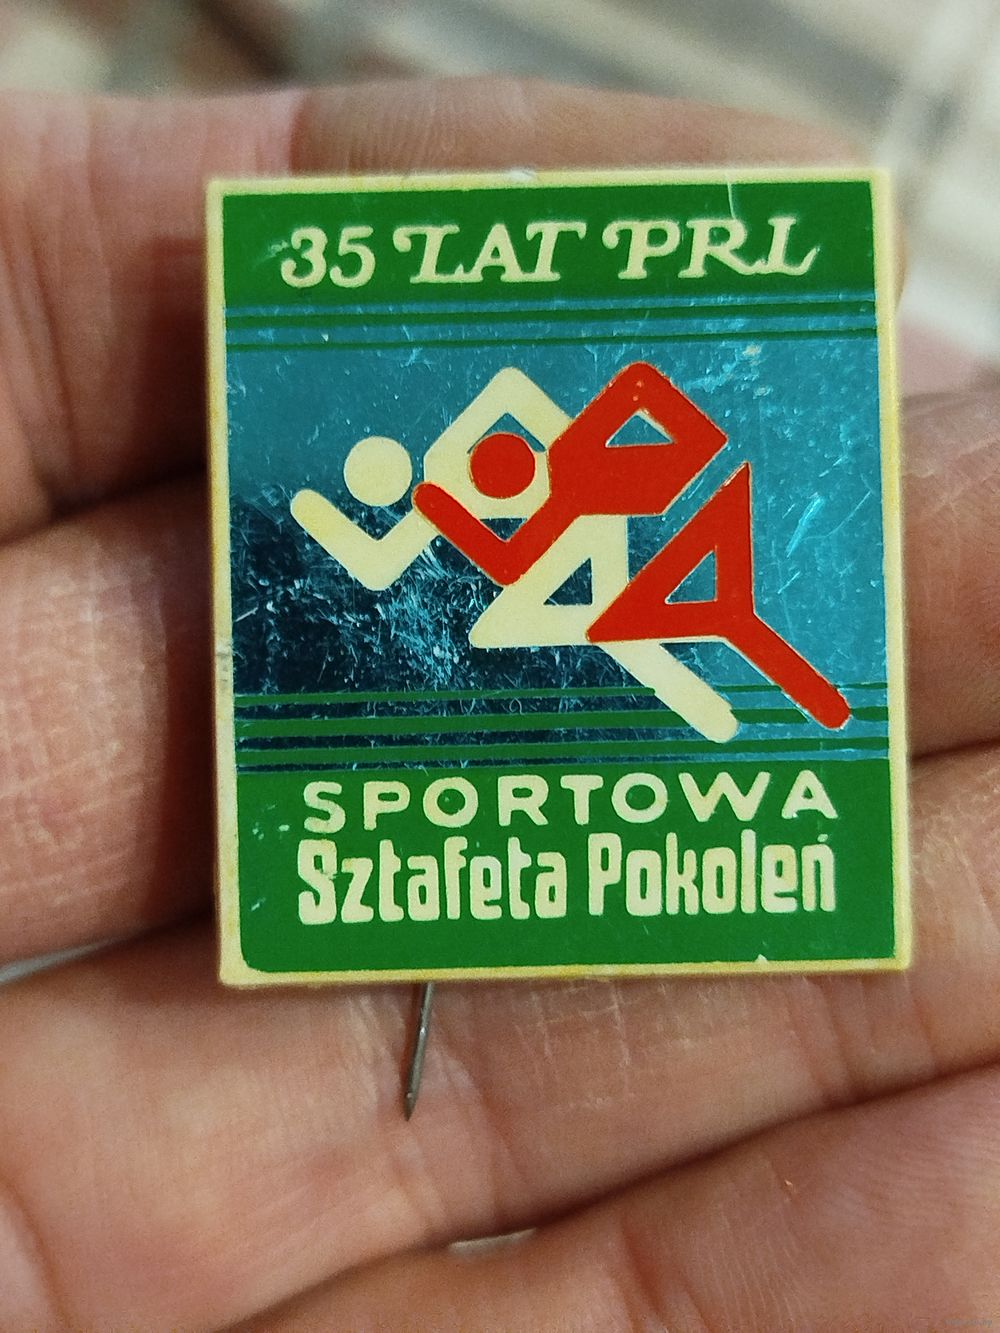 35 LAT PRL
SPORTOWA
Sztafeta Pokoleń